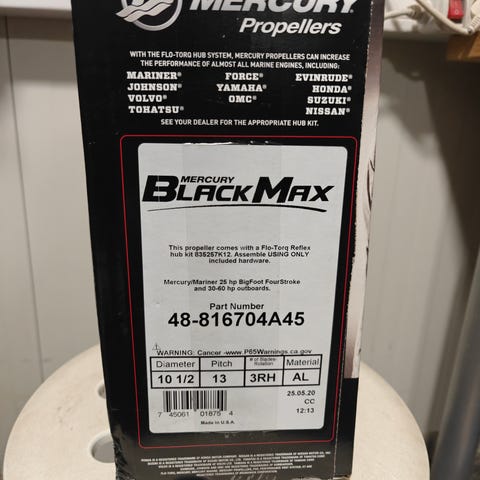 MERCURY
Propellers
WITH THE FLO-TORQ HUB SYSTEM, MERCURY PROPELLERS CAN INCREASE
THE PERFORMANCE OF ALMOST ALL MARINE ENGINES, INCLUDING:
MARINER® FORCE® EVINRUDE®
JOHNSON® YAMAHA® HONDA®
VOLVO® OMC® SUZUKI®
TOHATSU® NISSAN®
SEE YOUR DEALER FOR THE APPROPRIATE HUB KIT.
MERCURY
BLACKMAX
This propeller comes with a Flo-Torq Reflex
hub kit 835257K12. Assemble USING ONLY
included hardware.
Mercury/Mariner 25 hp BigFoot FourStroke
and 30-60 hp outboards.
Part Number
48-816704A45
WARNING: Cancer -www.P65Warnings.ca.gov
Diameter Pitch # of Blades- Rotation Material
10 1/2 13 3RH AL
25.05.20
CC
12:13
7 45061 01875 4
Made in U.S.A.